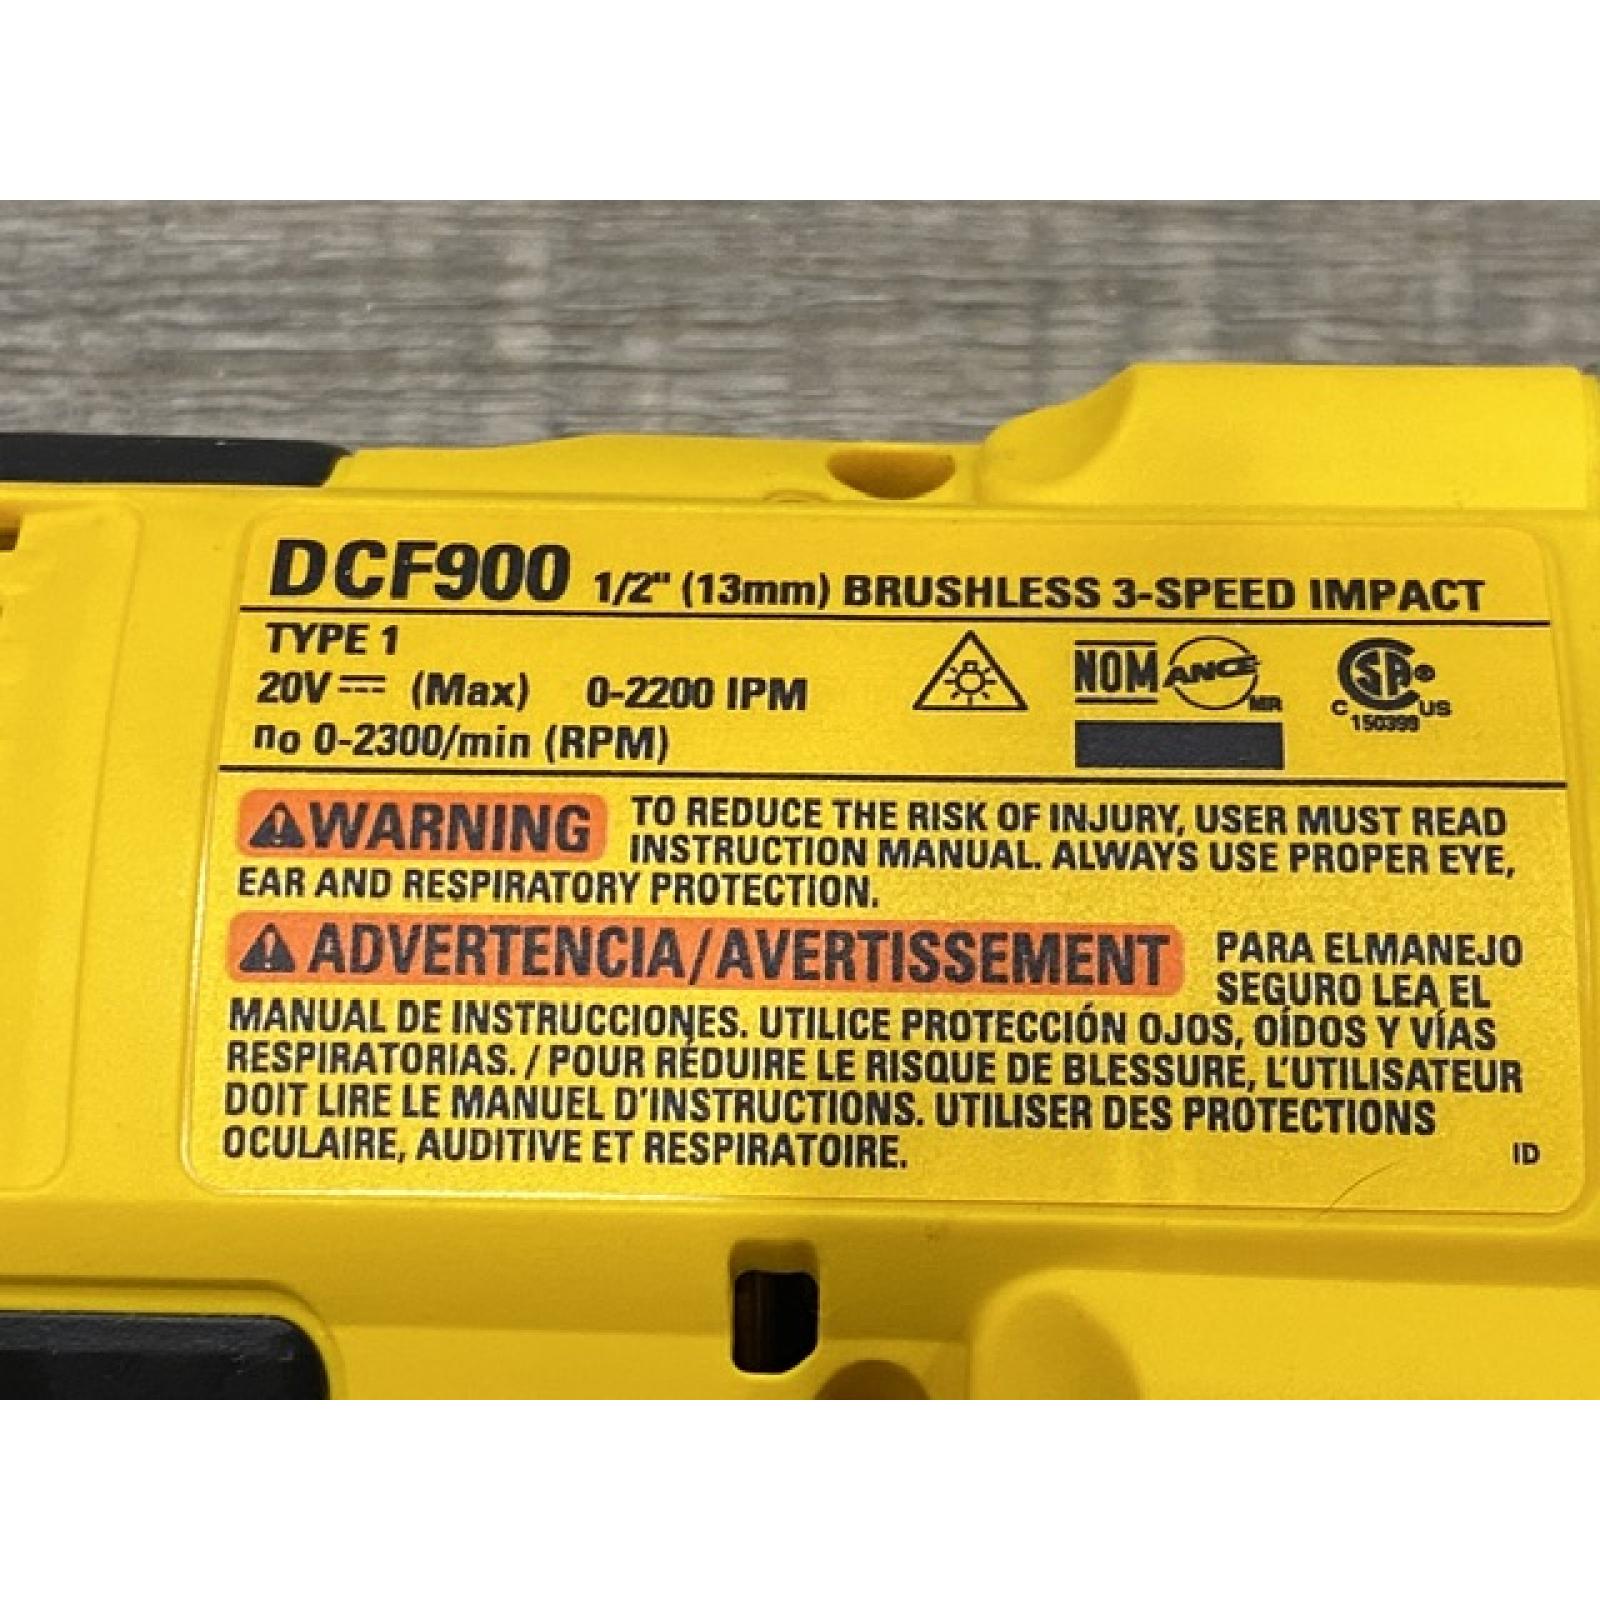 DCF900 1/2" (13mm) BRUSHLESS 3-SPEED IMPACT
TYPE 1
20V⎓ (Max) 0-2200 IPM
no 0-2300/min (RPM)
NOM ANCE MR
SA® C US
150399
⚠WARNING TO REDUCE THE RISK OF INJURY, USER MUST READ
INSTRUCTION MANUAL. ALWAYS USE PROPER EYE,
EAR AND RESPIRATORY PROTECTION.
⚠ADVERTENCIA/AVERTISSEMENT PARA ELMANEJO
SEGURO LEA EL
MANUAL DE INSTRUCCIONES. UTILICE PROTECCIÓN OJOS, OÍDOS Y VÍAS
RESPIRATORIAS. / POUR RÉDUIRE LE RISQUE DE BLESSURE, L'UTILISATEUR
DOIT LIRE LE MANUEL D'INSTRUCTIONS. UTILISER DES PROTECTIONS
OCULAIRE, AUDITIVE ET RESPIRATOIRE.
ID